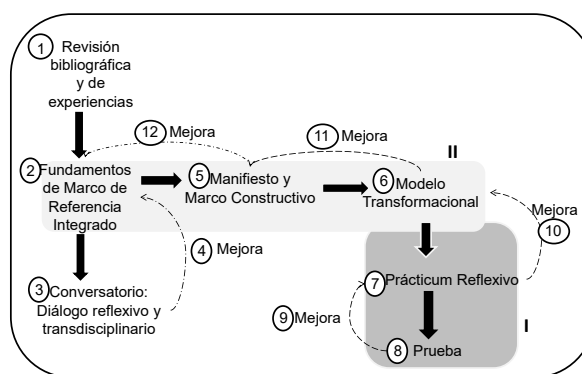 1 Revisión
bibliográfica
y de
experiencias
12 Mejora
11 Mejora
II
2 Fundamentos
de Marco de
Referencia
Integrado
5 Manifiesto y
Marco Constructivo
6 Modelo
Transformacional
4 Mejora
Mejora
10
3 Conversatorio:
Diálogo reflexivo y
transdisciplinario
7 Prácticum Reflexivo
9 Mejora
I
8 Prueba